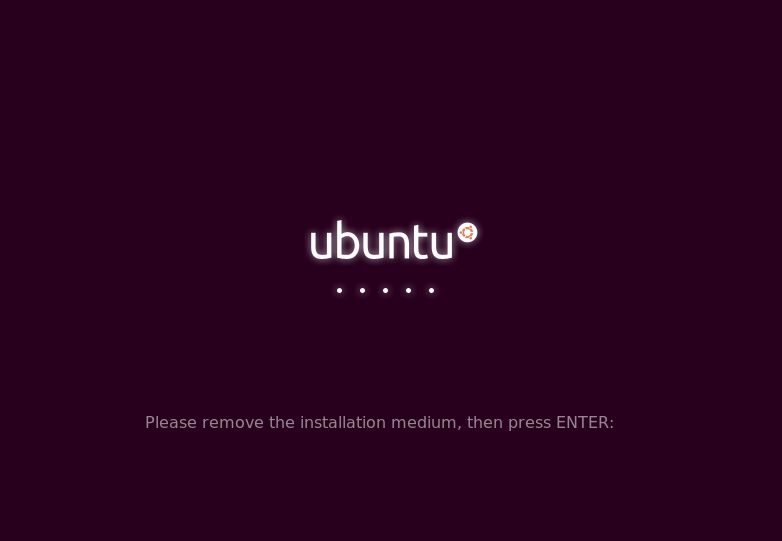 ubuntu
Please remove the installation medium, then press ENTER: